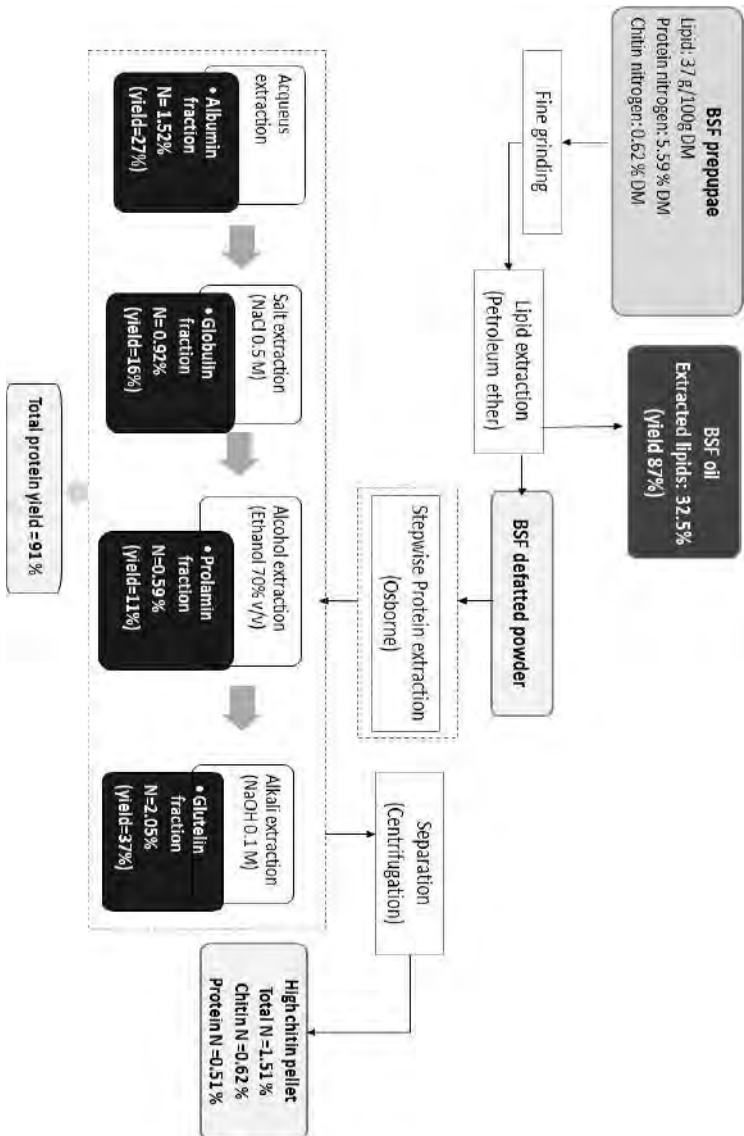 BSF prepupae
Lipid: 37 g/100g DM
Protein nitrogen: 5.59 % DM
Chitin nitrogen: 0.62 % DM
Fine grinding
Lipid extraction
(Petroleum ether)
BSF oil
Extracted lipids: 32.5%
(yield 87%)
BSF defatted powder
Stepwise Protein extraction
(Osborne)
Acqueus
extraction
• Albumin
fraction
N= 1.52%
(yield=27%)
Salt extraction
(NaCl 0.5 M)
• Globulin
fraction
N= 0.92%
(yield=16%)
Alcohol extraction
(Ethanol 70% v/v)
• Prolamin
fraction
N=0.59%
(yield=11%)
Alkali extraction
(NaOH 0.1 M)
• Glutelin
fraction
N=2.05%
(yield=37%)
Total protein yield = 91 %
Separation
(Centrifugation)
High chitin pellet
Total N =1.51 %
Chitin N =0.62 %
Protein N =0.51 %